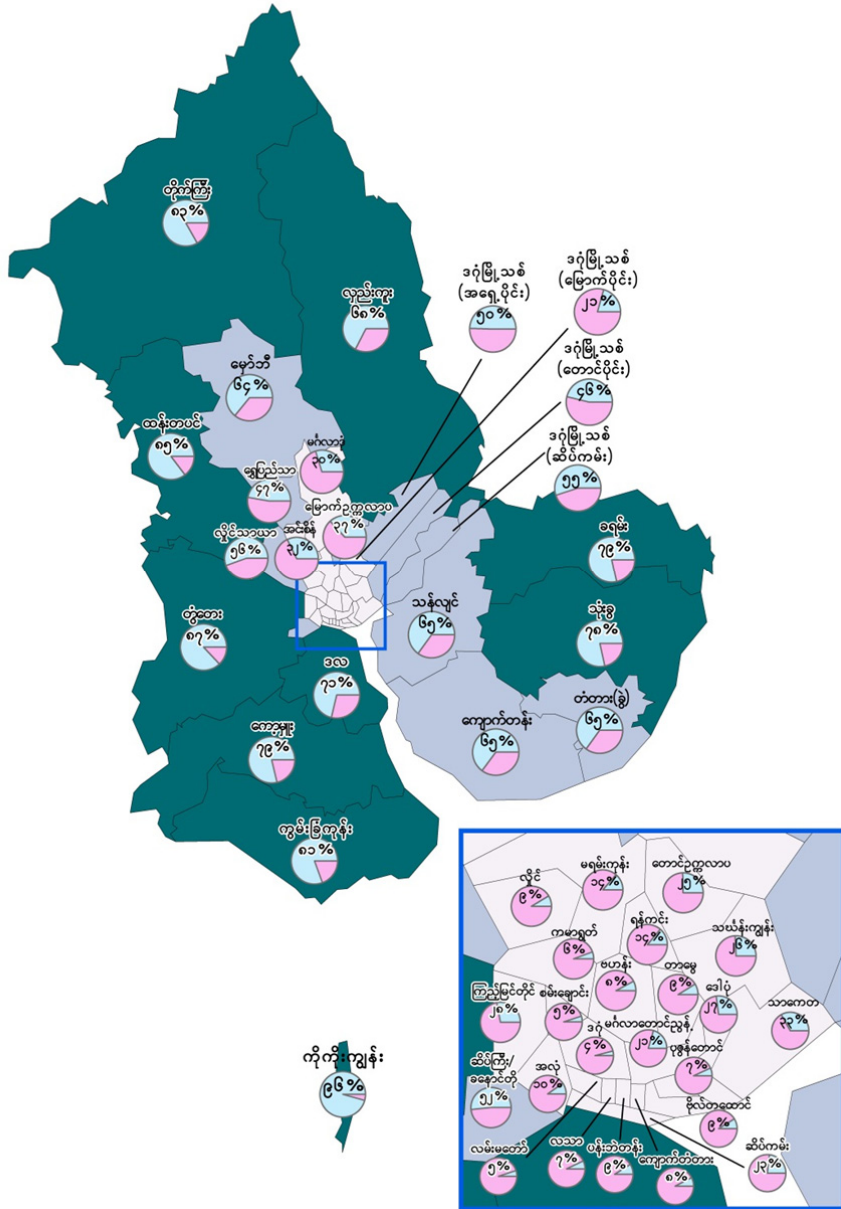 တိုက်ကြီး
၈၃%
လှည်းကူး
၆၈%
ဒဂုံမြို့သစ်
(အရှေ့ပိုင်း)
၅၀%
ဒဂုံမြို့သစ်
(မြောက်ပိုင်း)
၂၁%
ဒဂုံမြို့သစ်
(တောင်ပိုင်း)
၄၆%
ဒဂုံမြို့သစ်
(ဆိပ်ကမ်း)
၅၅%
မှော်ဘီ
၆၄%
ထန်းတပင်
၈၅%
မင်္ဂလာဒုံ
၃၀%
ရွှေပြည်သာ
၄၇%
မြောက်ဥက္ကလာပ
၃၇%
လှိုင်သာယာ
၅၆%
အင်းစိန်
၃၂%
ခရမ်း
၇၉%
သန်လျင်
၆၅%
သုံးခွ
၇၈%
တွံတေး
၈၇%
ဒလ
၇၁%
တံတား(ခွဲ)
၆၅%
ကျောက်တန်း
၆၅%
ကော့မှူး
၇၉%
ကွမ်းခြံကုန်း
၈၁%
ကိုကိုးကျွန်း
၉၆%
လှိုင်
၉%
မရမ်းကုန်း
၁၄%
တောင်ဥက္ကလာပ
၂၅%
ကမာရွတ်
၆%
ရန်ကင်း
၁၄%
သင်္ဃန်းကျွန်း
၂၆%
ဗဟန်း
၈%
တာမွေ
၉%
ဒေါပုံ
၂၇%
သာကေတ
၃၃%
ကြည့်မြင်တိုင်
၂၈%
စမ်းချောင်း
၅%
ဒဂုံ
၄%
မင်္ဂလာတောင်ညွန့်
၂၁%
ပုဇွန်တောင်
၇%
ဆိပ်ကြီး/
ခနောင်တို
၅၂%
အလုံ
၁၀%
ဗိုလ်တထောင်
၉%
လမ်းမတော်
၅%
လသာ
၇%
ပန်းဘဲတန်း
၉%
ကျောက်တံတား
၈%
ဆိပ်ကမ်း
၂၃%